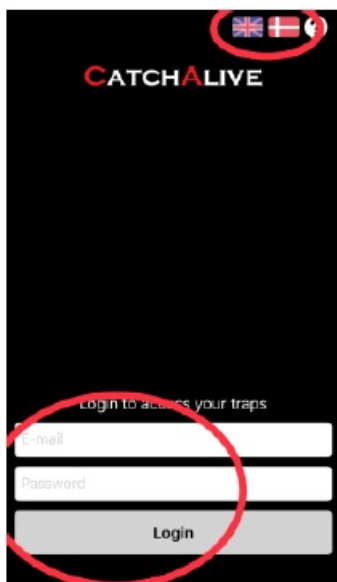 CATCHALIVE
Login to access your traps
E-mail
Password
Login